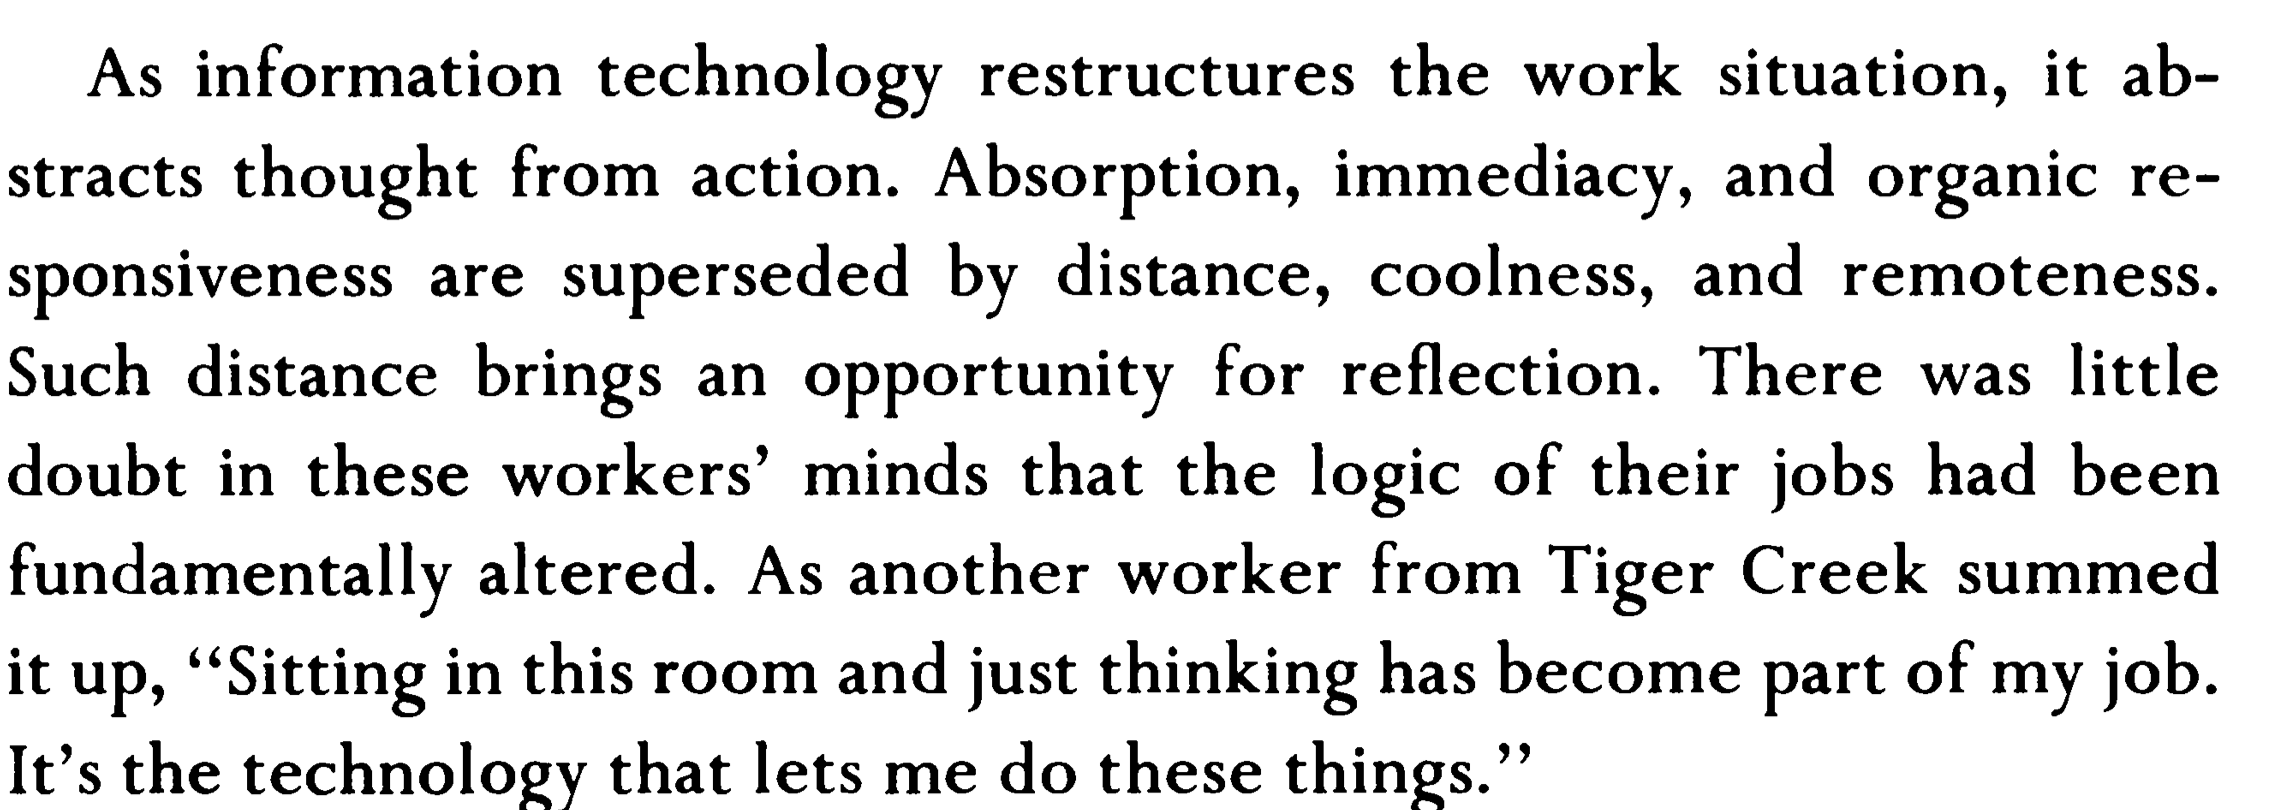 As information technology restructures the work situation, it ab-
stracts thought from action. Absorption, immediacy, and organic re-
sponsiveness are superseded by distance, coolness, and remoteness.
Such distance brings an opportunity for reflection. There was little
doubt in these workers’ minds that the logic of their jobs had been
fundamentally altered. As another worker from Tiger Creek summed
it up, “Sitting in this room and just thinking has become part of my job.
It’s the technology that lets me do these things.”